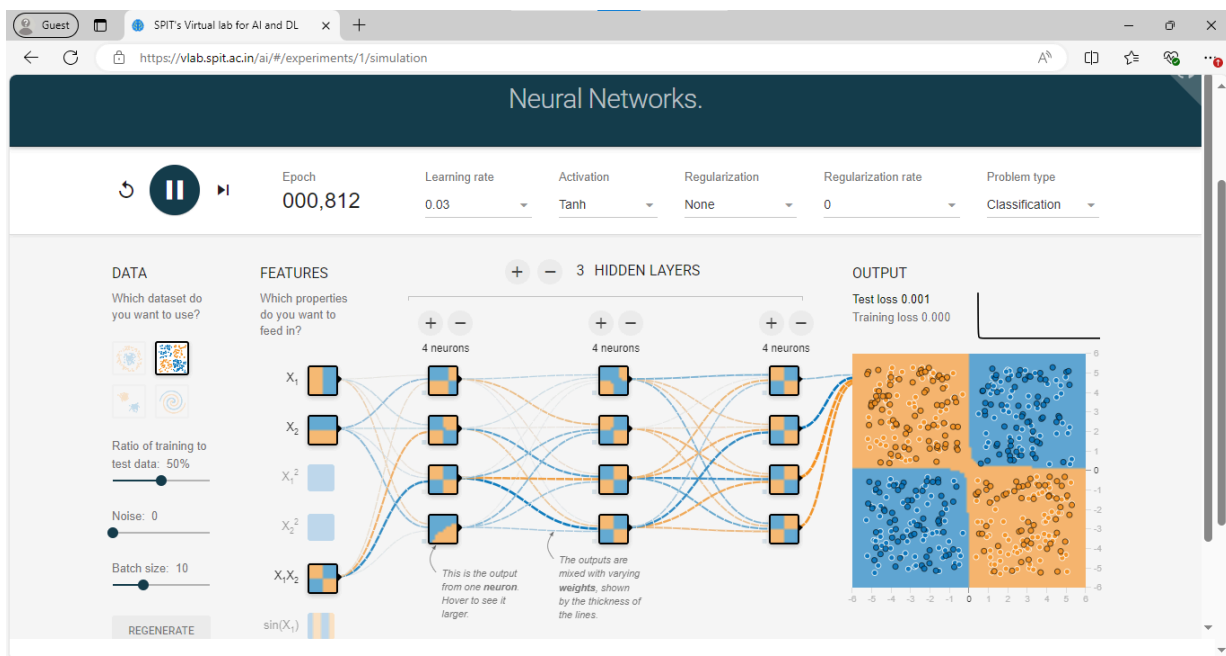 Guest
SPIT's Virtual lab for AI and DL
https://vlab.spit.ac.in/ai/#/experiments/1/simulation
Neural Networks.
Epoch
000,812
Learning rate
0.03
Activation
Tanh
Regularization
None
Regularization rate
0
Problem type
Classification
DATA
Which dataset do
you want to use?
Ratio of training to
test data: 50%
Noise: 0
Batch size: 10
REGENERATE
FEATURES
Which properties
do you want to
feed in?
X₁
X₂
X₁²
X₂²
X₁X₂
sin(X₁)
+ − 3 HIDDEN LAYERS
+ −
4 neurons
+ −
4 neurons
+ −
4 neurons
This is the output
from one neuron.
Hover to see it
larger.
The outputs are
mixed with varying
weights, shown
by the thickness of
the lines.
OUTPUT
Test loss 0.001
Training loss 0.000
6
5
4
3
2
1
0
-1
-2
-3
-4
-5
-6
-6 -5 -4 -3 -2 -1 0 1 2 3 4 5 6